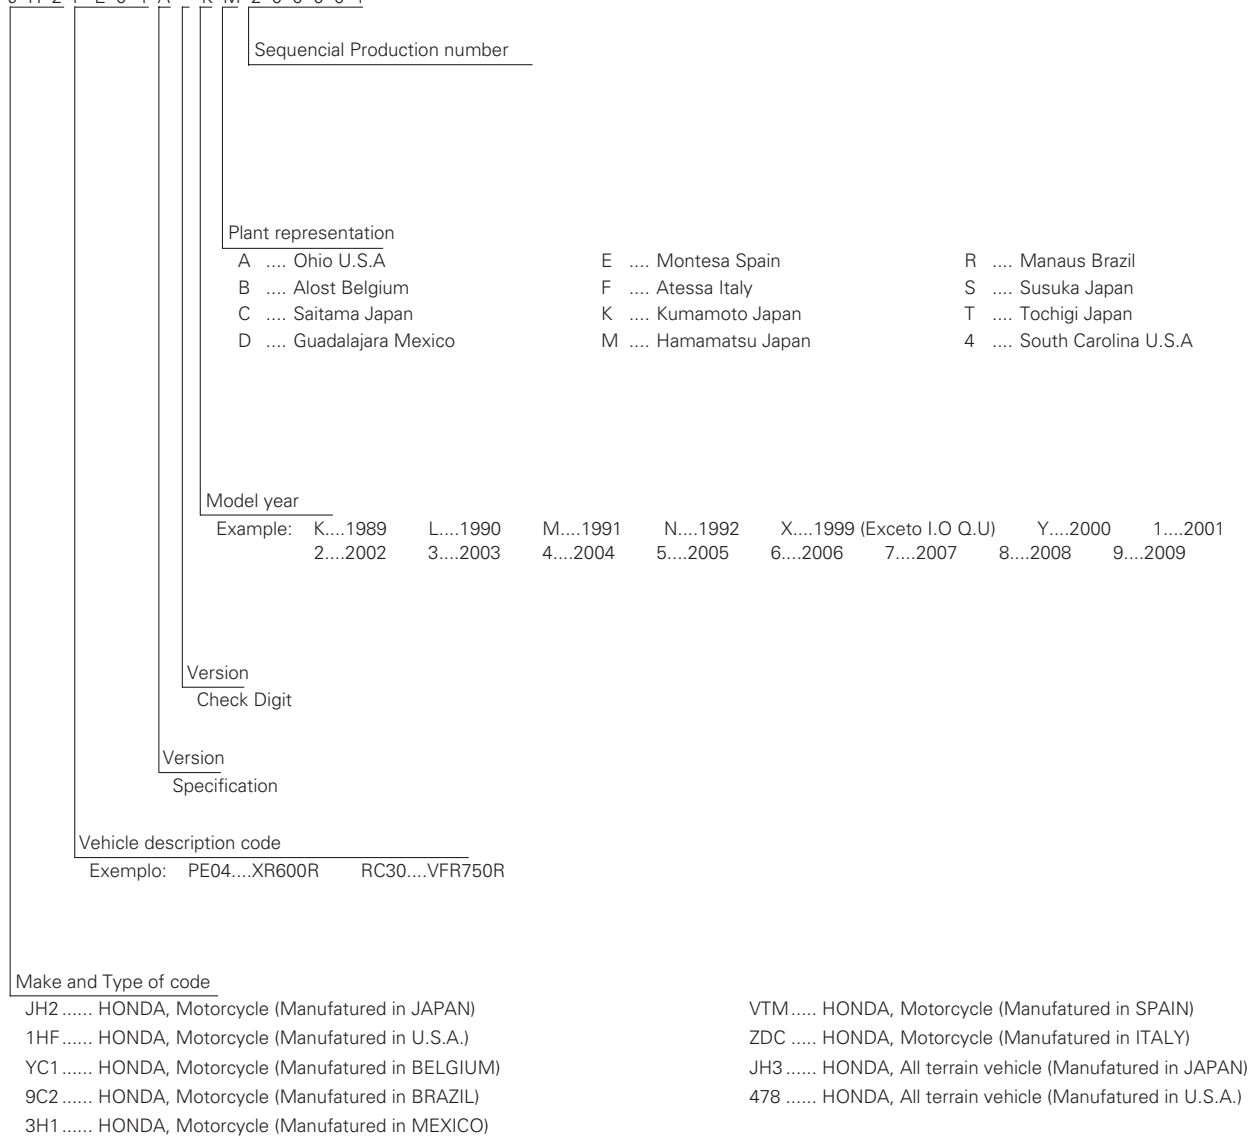 Sequencial Production number
Plant representation
A .... Ohio U.S.A E .... Montesa Spain R .... Manaus Brazil
B .... Alost Belgium F .... Atessa Italy S .... Susuka Japan
C .... Saitama Japan K .... Kumamoto Japan T .... Tochigi Japan
D .... Guadalajara Mexico M .... Hamamatsu Japan 4 .... South Carolina U.S.A
Model year
Example: K....1989 L....1990 M....1991 N....1992 X....1999 (Exceto I.O Q.U) Y....2000 1....2001
2....2002 3....2003 4....2004 5....2005 6....2006 7....2007 8....2008 9....2009
Version
Check Digit
Version
Specification
Vehicle description code
Exemplo: PE04....XR600R RC30....VFR750R
Make and Type of code
JH2 ...... HONDA, Motorcycle (Manufatured in JAPAN) VTM ..... HONDA, Motorcycle (Manufatured in SPAIN)
1HF ...... HONDA, Motorcycle (Manufatured in U.S.A.) ZDC ..... HONDA, Motorcycle (Manufatured in ITALY)
YC1 ...... HONDA, Motorcycle (Manufatured in BELGIUM) JH3 ...... HONDA, All terrain vehicle (Manufatured in JAPAN)
9C2 ...... HONDA, Motorcycle (Manufatured in BRAZIL) 478 ...... HONDA, All terrain vehicle (Manufatured in U.S.A.)
3H1 ...... HONDA, Motorcycle (Manufatured in MEXICO)